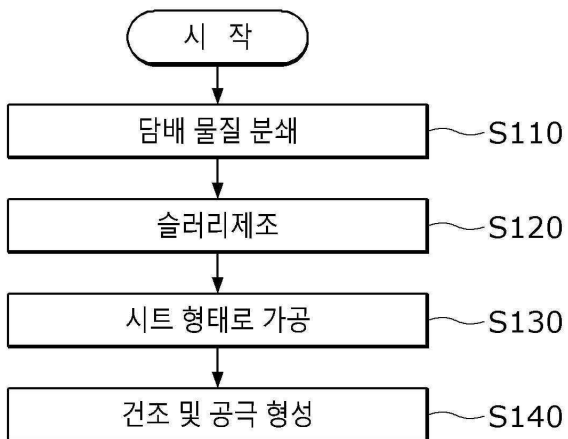 시 작
담배 물질 분쇄 S110
슬러리제조 S120
시트 형태로 가공 S130
건조 및 공극 형성 S140